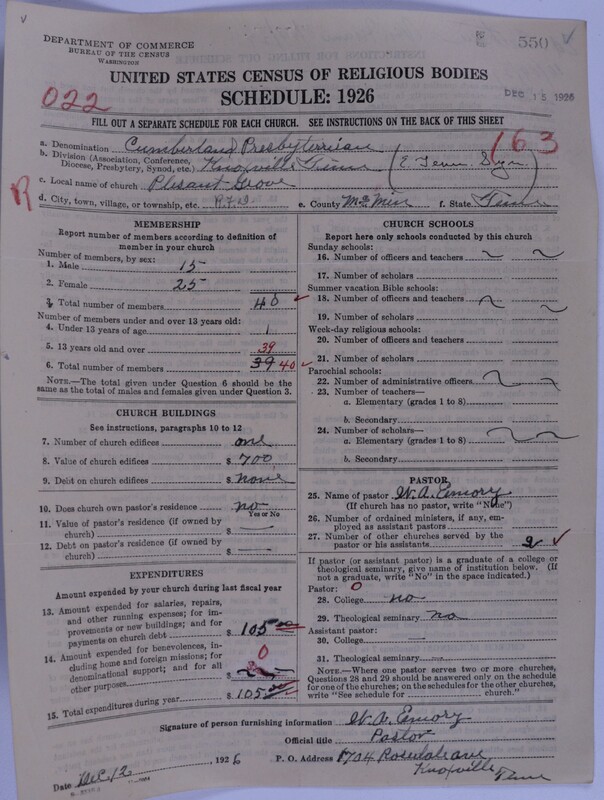 DEPARTMENT OF COMMERCE
BUREAU OF THE CENSUS
WASHINGTON
550
UNITED STATES CENSUS OF RELIGIOUS BODIES
SCHEDULE: 1926
DEC 15 1926
022
FILL OUT A SEPARATE SCHEDULE FOR EACH CHURCH. SEE INSTRUCTIONS ON THE BACK OF THIS SHEET
163
a. Denomination Cumberland Presbyterrian
b. Division (Association, Conference, Diocese, Presbytery, Synod, etc.) Knoxville Tenn (E. Tenn. Syn)
c. Local name of church Plesant Grove
R
d. City, town, village, or township, etc. R.F.D. e. County McMinn f. State Tenn
MEMBERSHIP
Report number of members according to definition of member in your church
Number of members, by sex:
1. Male 15
2. Female 25
3. Total number of members 40
Number of members under and over 13 years old:
4. Under 13 years of age 1
5. 13 years old and over 39
6. Total number of members 39 40
NOTE.—The total given under Question 6 should be the same as the total of males and females given under Question 3.
CHURCH BUILDINGS
See instructions, paragraphs 10 to 12
7. Number of church edifices one
8. Value of church edifices $ 700
9. Debt on church edifices $ none
10. Does church own pastor's residence no
Yes or No
11. Value of pastor's residence (if owned by church) $ —
12. Debt on pastor's residence (if owned by church) $ —
EXPENDITURES
Amount expended by your church during last fiscal year
13. Amount expended for salaries, repairs, and other running expenses; for improvements or new buildings; and for payments on church debt $ 105.00
14. Amount expended for benevolences, including home and foreign missions; for denominational support; and for all other purposes $ 0
15. Total expenditures during year $ 105.00
CHURCH SCHOOLS
Report here only schools conducted by this church
Sunday schools:
16. Number of officers and teachers
17. Number of scholars
Summer vacation Bible schools:
18. Number of officers and teachers
19. Number of scholars
Week-day religious schools:
20. Number of officers and teachers
21. Number of scholars
Parochial schools:
22. Number of administrative officers
23. Number of teachers—
a. Elementary (grades 1 to 8)
b. Secondary
24. Number of scholars—
a. Elementary (grades 1 to 8)
b. Secondary
PASTOR
25. Name of pastor W. A. Emory
(If church has no pastor, write "None")
26. Number of ordained ministers, if any, employed as assistant pastors
27. Number of other churches served by the pastor or his assistants 2
If pastor (or assistant pastor) is a graduate of a college or theological seminary, give name of institution below. (If not a graduate, write "No" in the space indicated.)
Pastor: 0
28. College no
29. Theological seminary no
Assistant pastor:
30. College —
31. Theological seminary —
NOTE.—Where one pastor serves two or more churches, Questions 28 and 29 should be answered only on the schedule for one of the churches; on the schedules for the other churches, write "See schedule for ............ church."
Signature of person furnishing information W. A. Emory
Official title Pastor
Date Dec 12, 1926 P. O. Address 1704 Rosedale ave
Knoxville Tenn